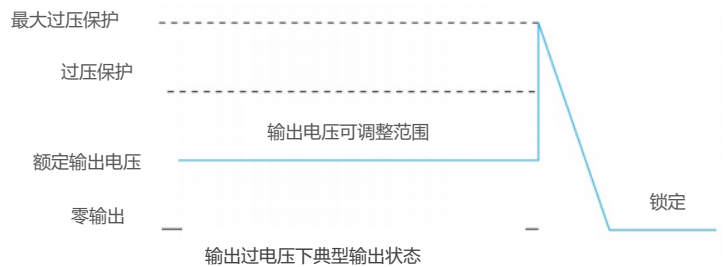 最大过压保护
过压保护
输出电压可调整范围
额定输出电压
锁定
零输出
输出过电压下典型输出状态